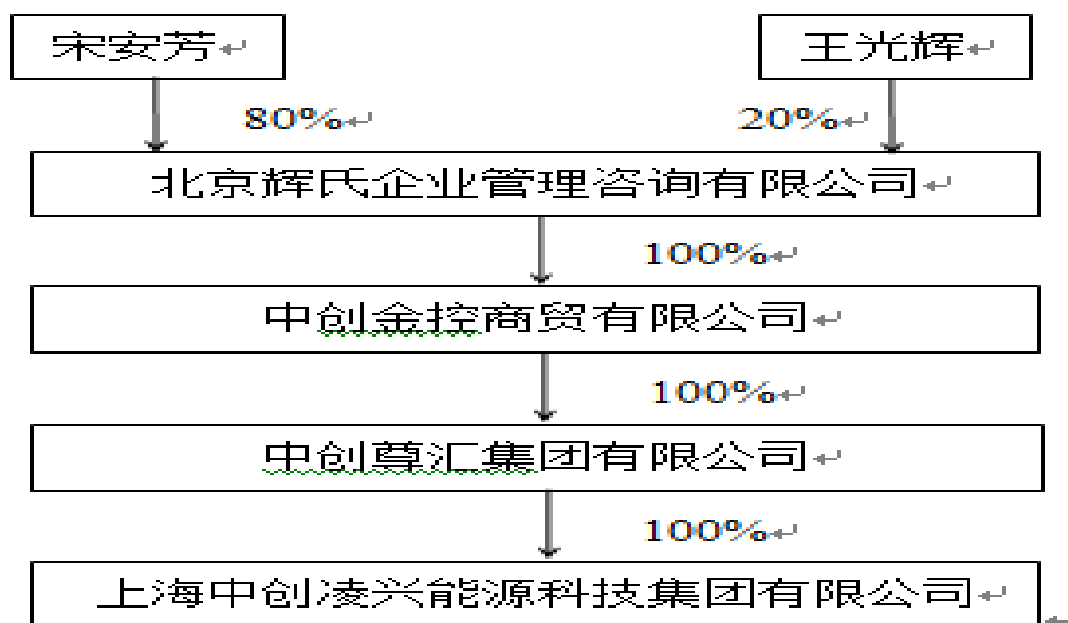 宋安芳 王光辉
80% 20%
北京辉氏企业管理咨询有限公司
100%
中创金控商贸有限公司
100%
中创尊汇集团有限公司
100%
上海中创凌兴能源科技集团有限公司